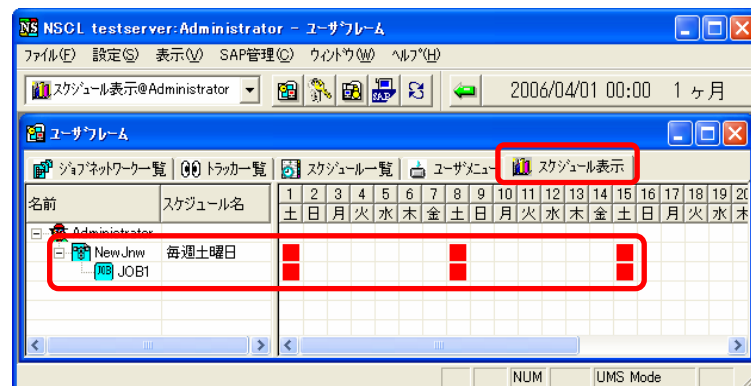 NS NSCL testserver:Administrator - ユーザフレーム
ファイル(F) 設定(S) 表示(V) SAP管理(C) ウィンドウ(W) ヘルプ(H)
スケジュール表示@Administrator 2006/04/01 00:00 1 ヶ月
ユーザフレーム
ジョブネットワーク一覧 トラッカ一覧 スケジュール一覧 ユーザメニュー スケジュール表示
名前 スケジュール名 1 2 3 4 5 6 7 8 9 10 11 12 13 14 15 16 17 18 19
土 日 月 火 水 木 金 土 日 月 火 水 木 金 土 日 月 火 水
Administrator
NewJnw 毎週土曜日
JOB JOB1
NUM UMS Mode